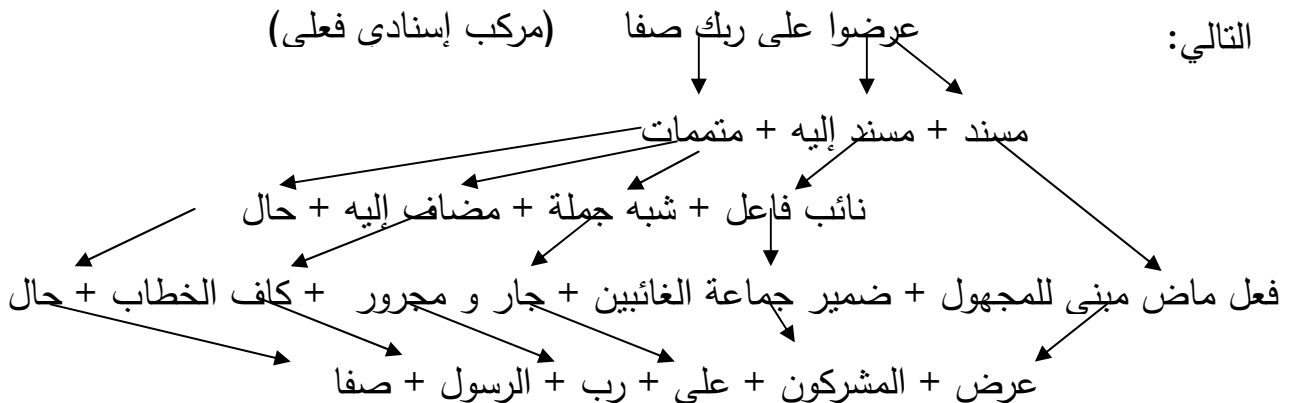 التالي: عرضوا على ربك صفا (مركب إسنادي فعلي)
مسند + مسند إليه + متممات
نائب فاعل + شبه جملة + مضاف إليه + حال
فعل ماض مبنى للمجهول + ضمير جماعة الغائبين + جار و مجرور + كاف الخطاب + حال
عرض + المشركون + على + رب + الرسول + صفا